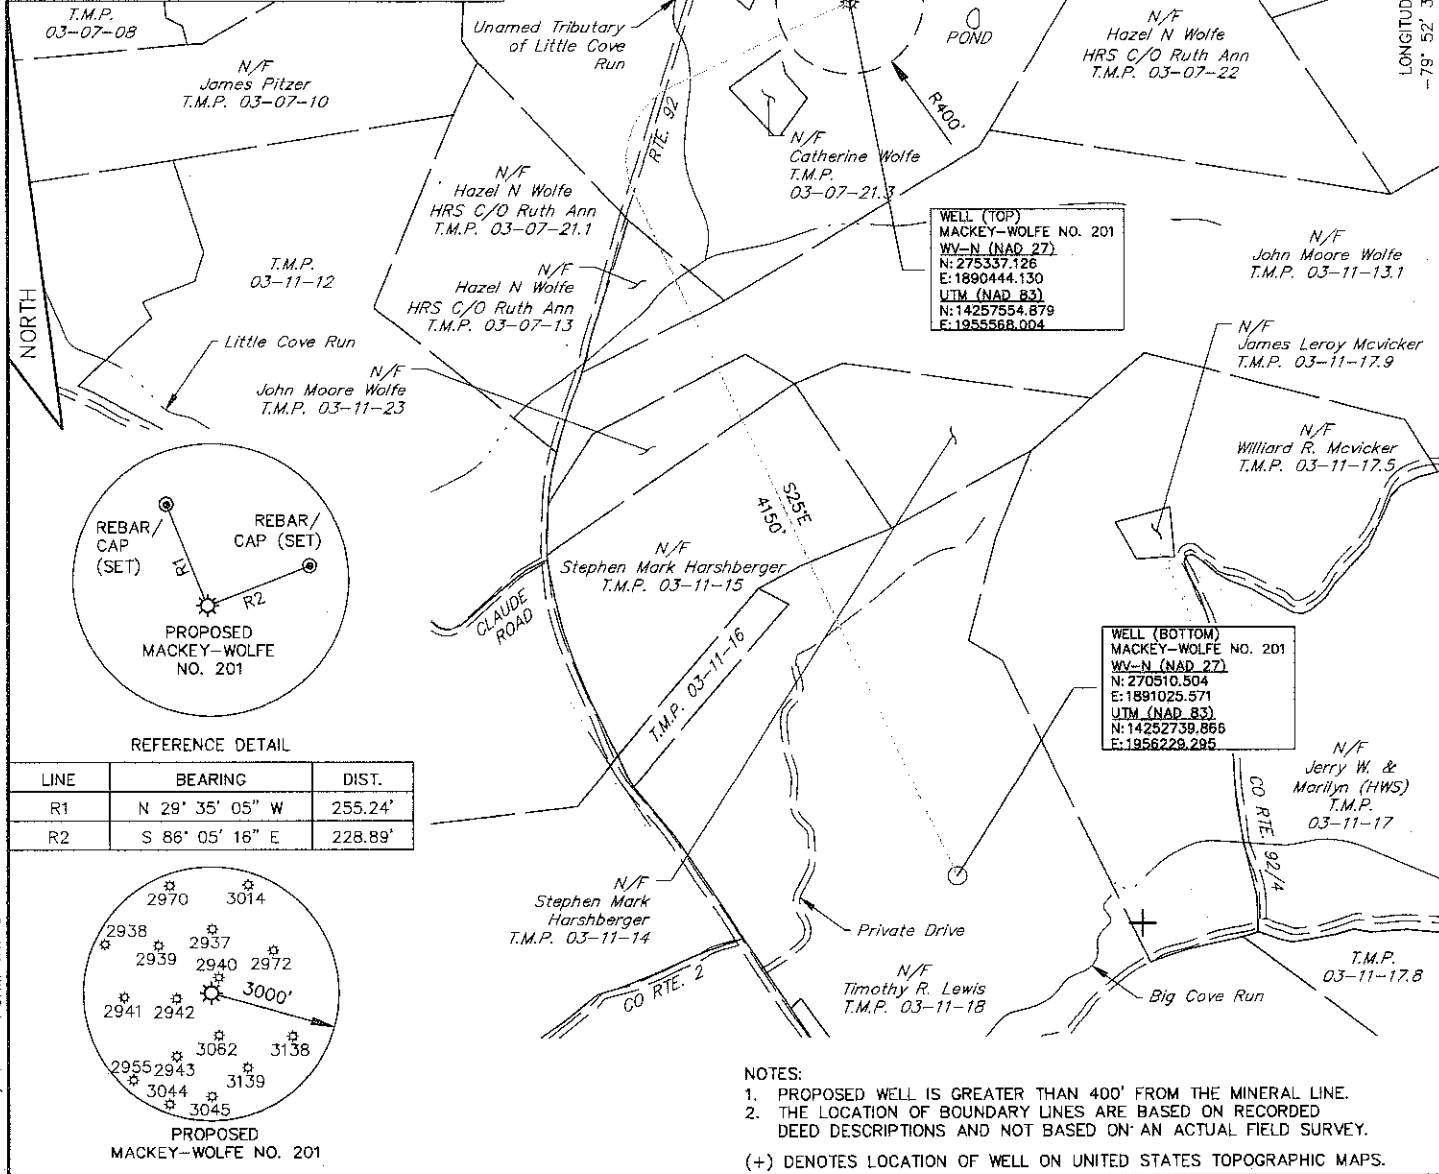 T.M.P.
03-07-08
N/F
James Pitzer
T.M.P. 03-07-10
Unamed Tributary
of Little Cove
Run
RTE. 92
POND
R400'
N/F
Hazel N Wolfe
HRS C/O Ruth Ann
T.M.P. 03-07-22
LONGITUD
-79° 52'
N/F
Catherine Wolfe
T.M.P.
03-07-21.3
N/F
Hazel N Wolfe
HRS C/O Ruth Ann
T.M.P. 03-07-21.1
WELL (TOP)
MACKEY-WOLFE NO. 201
WV-N (NAD 27)
N: 275337.126
E: 1890444.130
UTM (NAD 83)
N: 14257554.879
E: 1955568.004
N/F
John Moore Wolfe
T.M.P. 03-11-13.1
T.M.P.
03-11-12
N/F
Hazel N Wolfe
HRS C/O Ruth Ann
T.M.P. 03-07-13
NORTH
Little Cove Run
N/F
John Moore Wolfe
T.M.P. 03-11-23
N/F
James Leroy Mcvicker
T.M.P. 03-11-17.9
N/F
Williard R. Mcvicker
T.M.P. 03-11-17.5
S25°E
4150'
REBAR/
CAP
(SET)
REBAR/
CAP (SET)
R1
R2
PROPOSED
MACKEY-WOLFE
NO. 201
REFERENCE DETAIL
N/F
Stephen Mark Harshberger
T.M.P. 03-11-15
CLAUDE
ROAD
T.M.P. 03-11-16
WELL (BOTTOM)
MACKEY-WOLFE NO. 201
WV-N (NAD 27)
N: 270510.504
E: 1891025.571
UTM (NAD 83)
N: 14252739.866
E: 1956229.295
LINE BEARING DIST.
R1 N 29° 35' 05" W 255.24'
R2 S 86° 05' 16" E 228.89'
N/F
Jerry W. &
Marilyn (HWS)
T.M.P.
03-11-17
CO RTE. 92/4
N/F
Stephen Mark
Harshberger
T.M.P. 03-11-14
Private Drive
CO RTE. 2
N/F
Timothy R. Lewis
T.M.P. 03-11-18
Big Cove Run
T.M.P.
03-11-17.8
2970 3014
2938 2937
2939 2940 2972
3000'
2941 2942
3062 3138
2955 2943
3044 3139
3045
PROPOSED
MACKEY-WOLFE NO. 201
NOTES:
1. PROPOSED WELL IS GREATER THAN 400' FROM THE MINERAL LINE.
2. THE LOCATION OF BOUNDARY LINES ARE BASED ON RECORDED
DEED DESCRIPTIONS AND NOT BASED ON AN ACTUAL FIELD SURVEY.
(+) DENOTES LOCATION OF WELL ON UNITED STATES TOPOGRAPHIC MAPS.